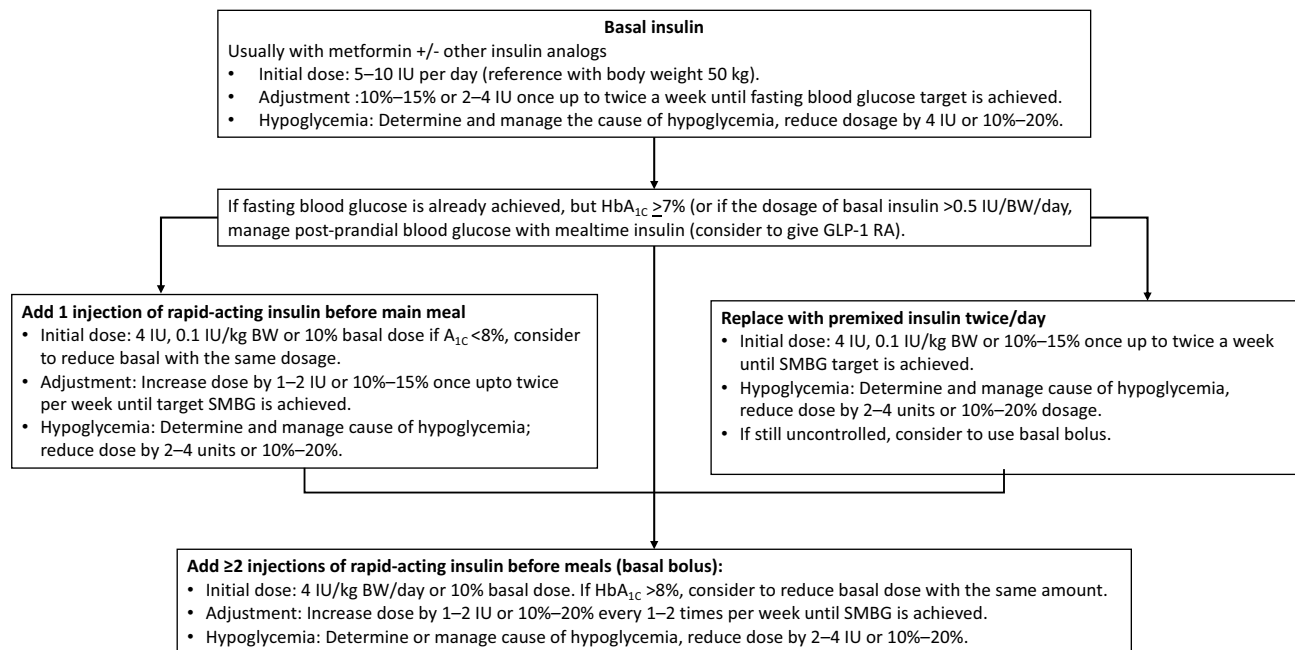 Basal insulin
Usually with metformin +/- other insulin analogs
• Initial dose: 5–10 IU per day (reference with body weight 50 kg).
• Adjustment :10%–15% or 2–4 IU once up to twice a week until fasting blood glucose target is achieved.
• Hypoglycemia: Determine and manage the cause of hypoglycemia, reduce dosage by 4 IU or 10%–20%.
If fasting blood glucose is already achieved, but HbA1C ≥7% (or if the dosage of basal insulin >0.5 IU/BW/day,
manage post-prandial blood glucose with mealtime insulin (consider to give GLP-1 RA).
Add 1 injection of rapid-acting insulin before main meal
• Initial dose: 4 IU, 0.1 IU/kg BW or 10% basal dose if A1C <8%, consider
to reduce basal with the same dosage.
• Adjustment: Increase dose by 1–2 IU or 10%–15% once upto twice
per week until target SMBG is achieved.
• Hypoglycemia: Determine and manage cause of hypoglycemia;
reduce dose by 2–4 units or 10%–20%.
Replace with premixed insulin twice/day
• Initial dose: 4 IU, 0.1 IU/kg BW or 10%–15% once up to twice a week
until SMBG target is achieved.
• Hypoglycemia: Determine and manage cause of hypoglycemia,
reduce dose by 2–4 units or 10%–20% dosage.
• If still uncontrolled, consider to use basal bolus.
Add ≥2 injections of rapid-acting insulin before meals (basal bolus):
• Initial dose: 4 IU/kg BW/day or 10% basal dose. If HbA1C >8%, consider to reduce basal dose with the same amount.
• Adjustment: Increase dose by 1–2 IU or 10%–20% every 1–2 times per week until SMBG is achieved.
• Hypoglycemia: Determine or manage cause of hypoglycemia, reduce dose by 2–4 IU or 10%–20%.